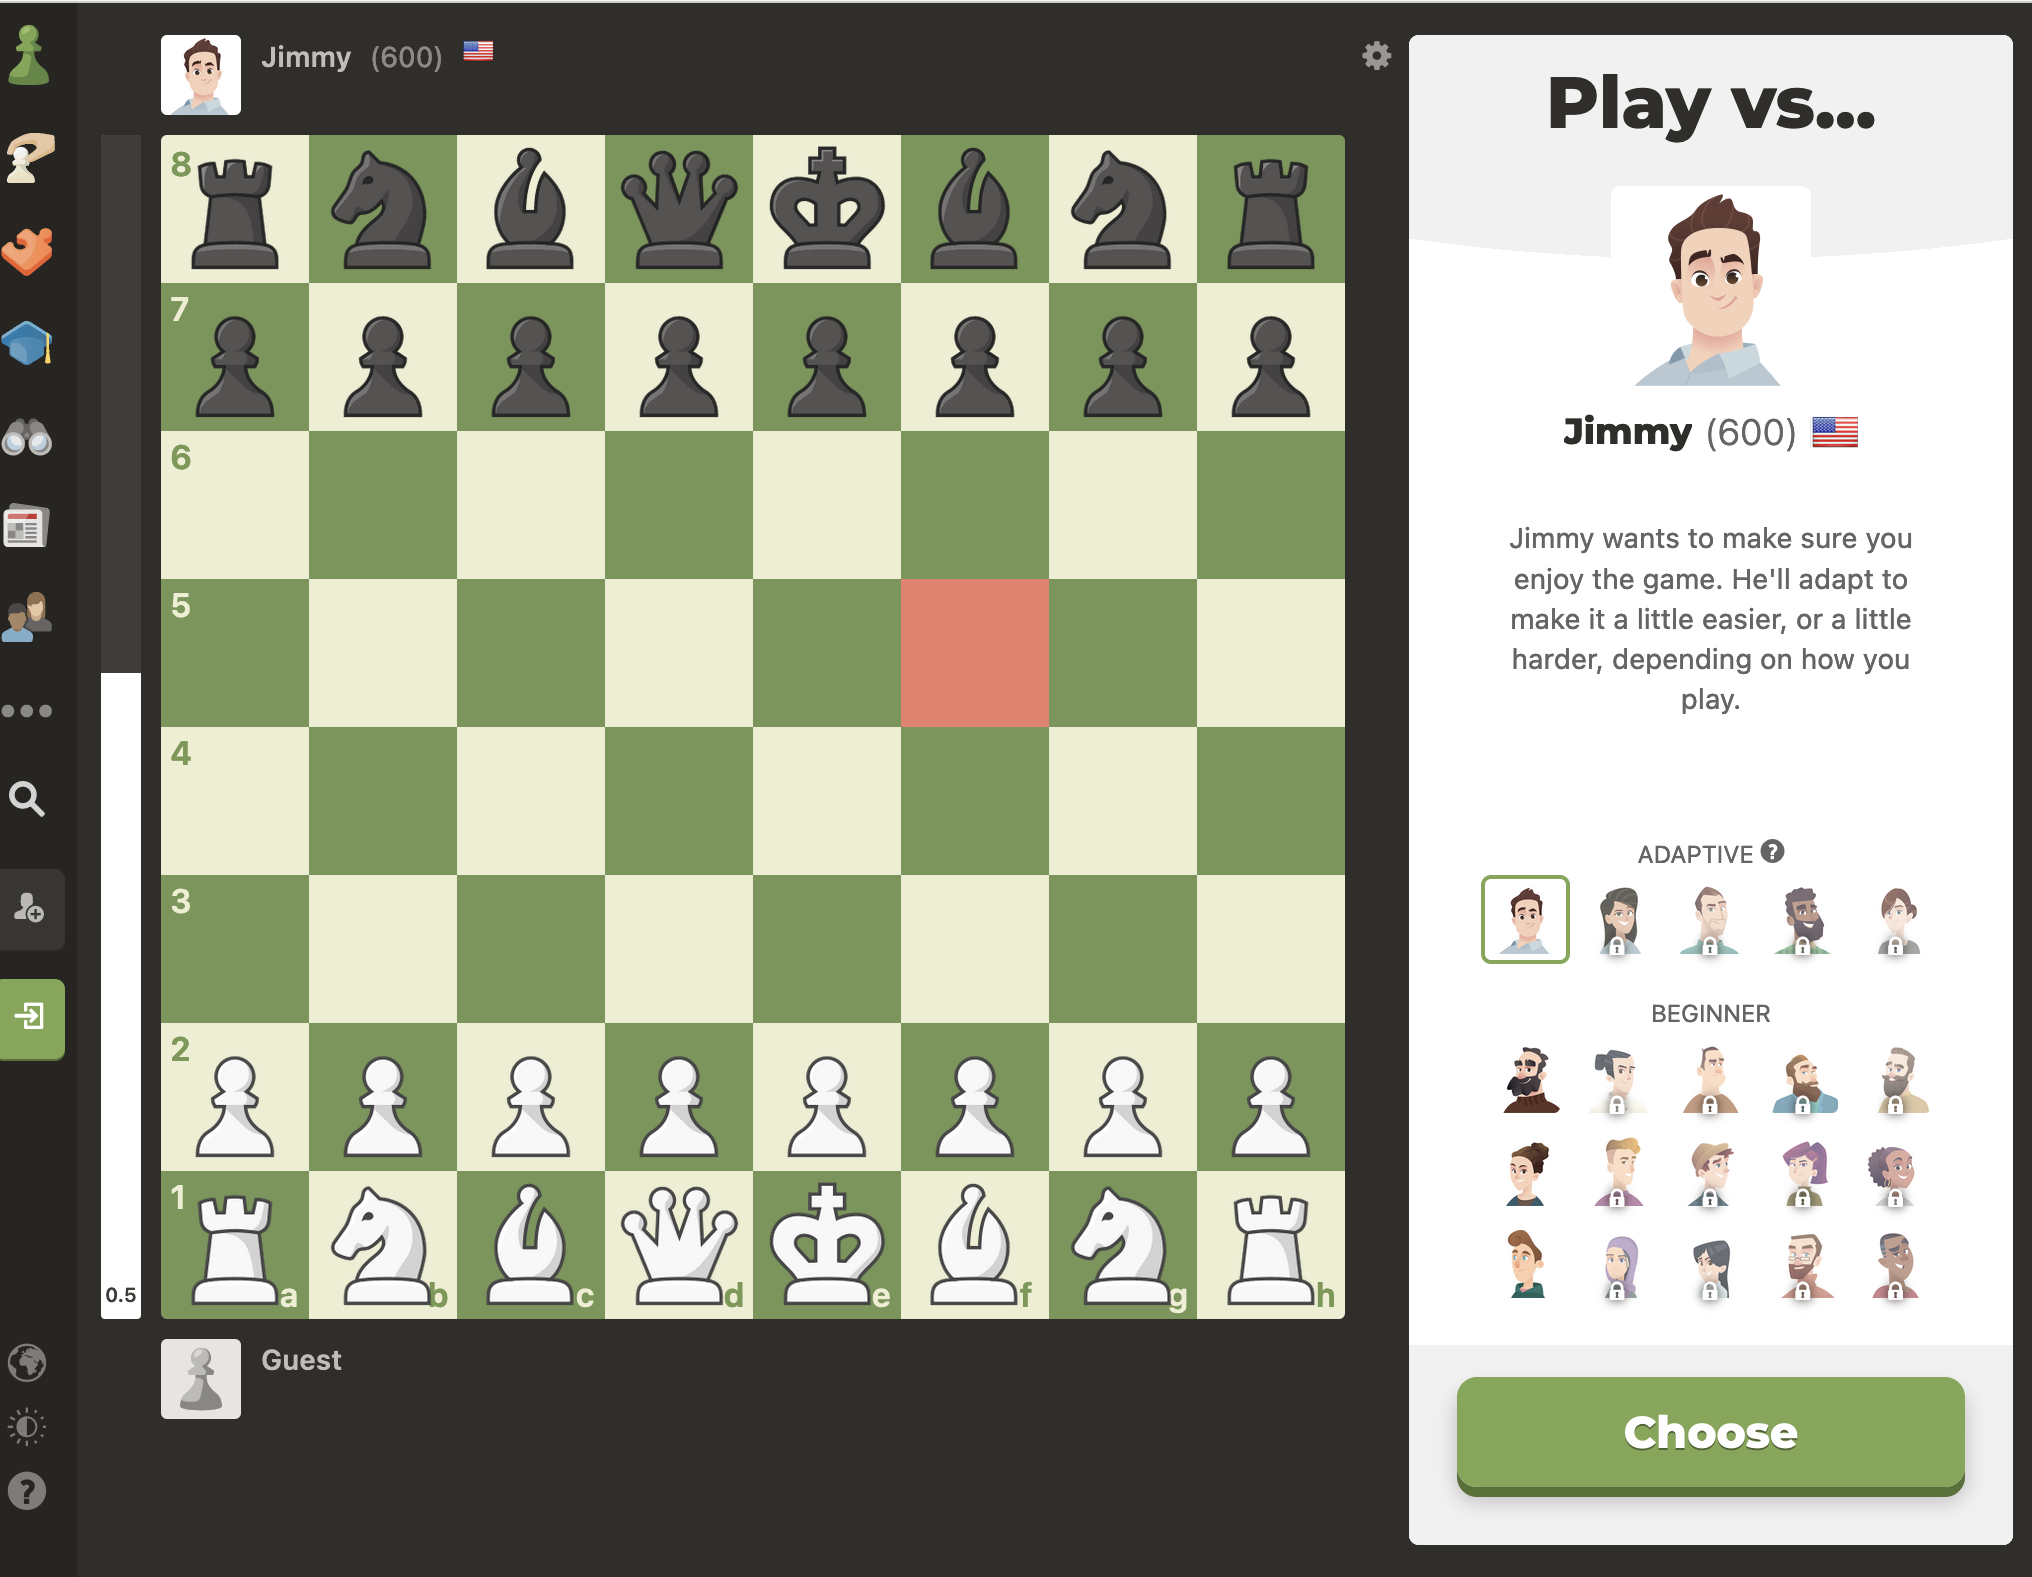 Jimmy (600)
8
7
6
5
4
3
2
1
a b c d e f g h
0.5
Guest
Play vs...
Jimmy (600)
Jimmy wants to make sure you
enjoy the game. He'll adapt to
make it a little easier, or a little
harder, depending on how you
play.
ADAPTIVE ?
BEGINNER
Choose
?